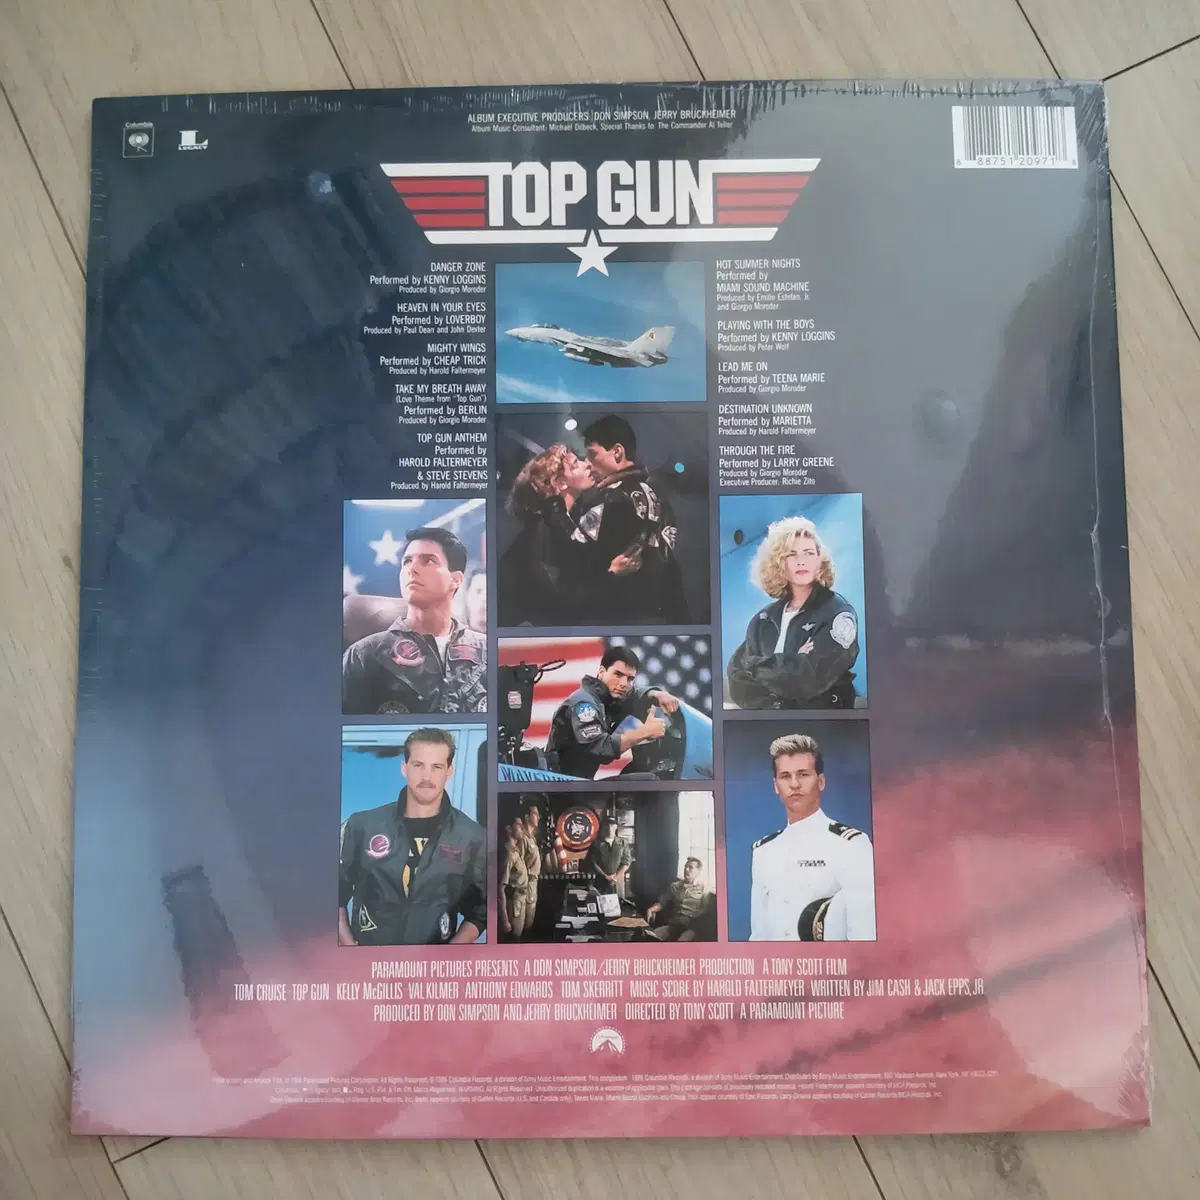 Columbia
L
LEGACY
ALBUM EXECUTIVE PRODUCERS: DON SIMPSON, JERRY BRUCKHEIMER
Album Music Consultant: Michael Dilbeck, Special Thanks to: The Commander Al Teller
8 88751 20971 8
TOP GUN
DANGER ZONE
Performed by KENNY LOGGINS
Produced by Giorgio Moroder
HEAVEN IN YOUR EYES
Performed by LOVERBOY
Produced by Paul Dean and John Dexter
MIGHTY WINGS
Performed by CHEAP TRICK
Produced by Harold Faltermeyer
TAKE MY BREATH AWAY
(Love Theme from "Top Gun")
Performed by BERLIN
Produced by Giorgio Moroder
TOP GUN ANTHEM
Performed by
HAROLD FALTERMEYER
& STEVE STEVENS
Produced by Harold Faltermeyer
HOT SUMMER NIGHTS
Performed by
MIAMI SOUND MACHINE
Produced by Emilio Estefan, Jr.
and Giorgio Moroder
PLAYING WITH THE BOYS
Performed by KENNY LOGGINS
Produced by Peter Wolf
LEAD ME ON
Performed by TEENA MARIE
Produced by Giorgio Moroder
DESTINATION UNKNOWN
Performed by MARIETTA
Produced by Harold Faltermeyer
THROUGH THE FIRE
Performed by LARRY GREENE
Produced by Giorgio Moroder
Executive Producer: Richie Zito
PARAMOUNT PICTURES PRESENTS A DON SIMPSON/JERRY BRUCKHEIMER PRODUCTION A TONY SCOTT FILM
TOM CRUISE TOP GUN KELLY McGILLIS VAL KILMER ANTHONY EDWARDS TOM SKERRITT MUSIC SCORE BY HAROLD FALTERMEYER WRITTEN BY JIM CASH & JACK EPPS, JR.
PRODUCED BY DON SIMPSON AND JERRY BRUCKHEIMER DIRECTED BY TONY SCOTT A PARAMOUNT PICTURE
Paramount